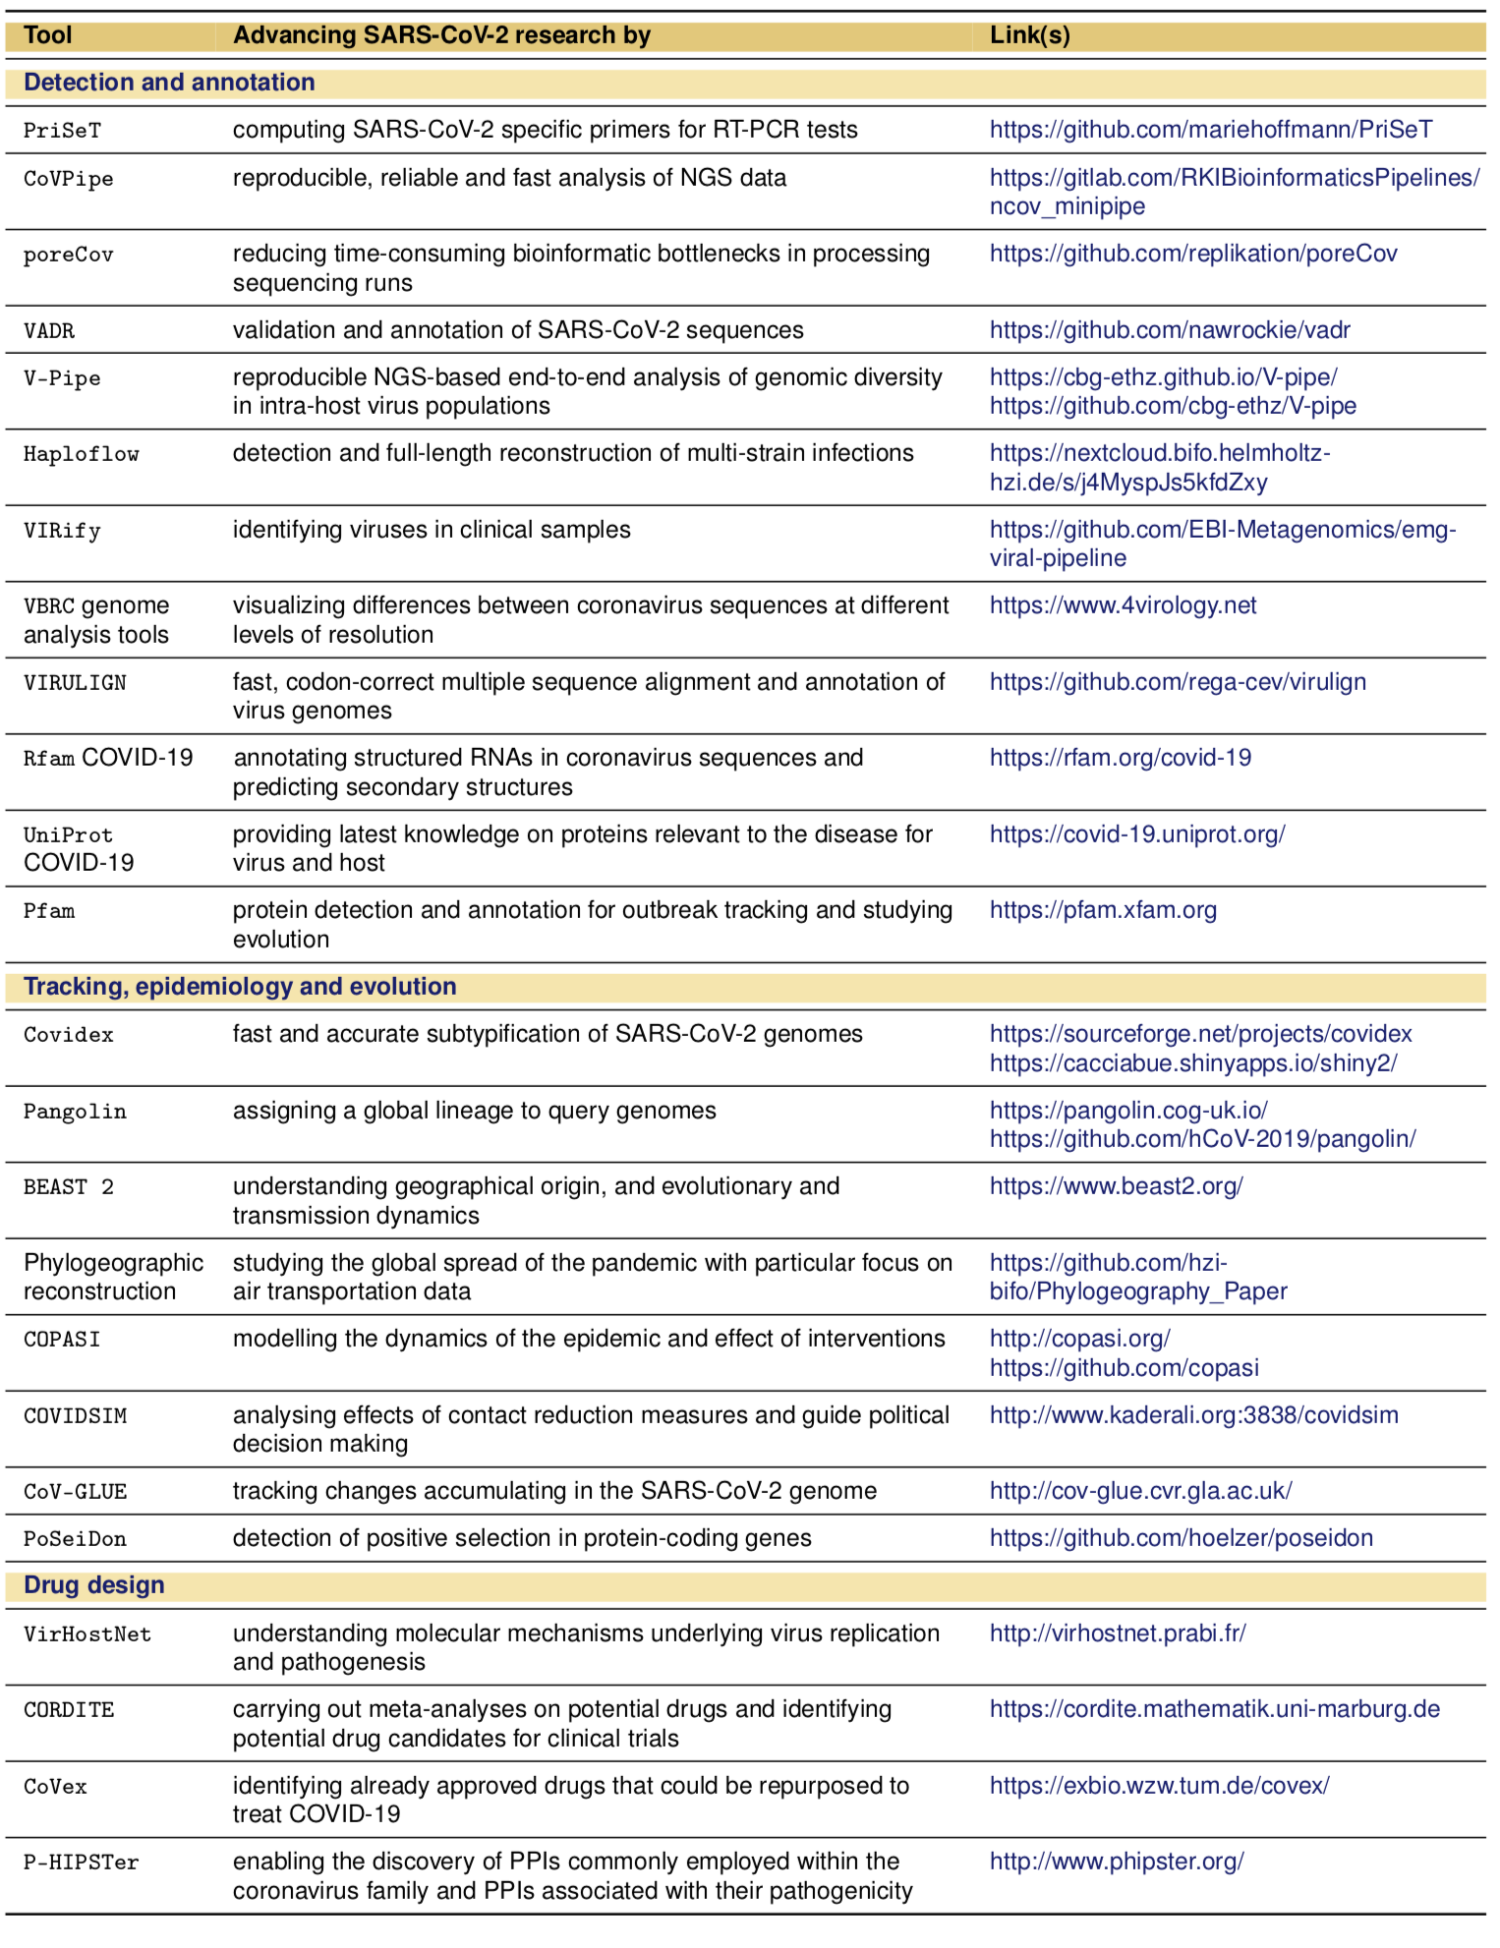 Tool Advancing SARS-CoV-2 research by Link(s)
Detection and annotation
PriSeT computing SARS-CoV-2 specific primers for RT-PCR tests https://github.com/mariehoffmann/PriSeT
CoVPipe reproducible, reliable and fast analysis of NGS data https://gitlab.com/RKIBioinformaticsPipelines/
ncov_minipipe
poreCov reducing time-consuming bioinformatic bottlenecks in processing https://github.com/replikation/poreCov
sequencing runs
VADR validation and annotation of SARS-CoV-2 sequences https://github.com/nawrockie/vadr
V-Pipe reproducible NGS-based end-to-end analysis of genomic diversity https://cbg-ethz.github.io/V-pipe/
in intra-host virus populations https://github.com/cbg-ethz/V-pipe
Haploflow detection and full-length reconstruction of multi-strain infections https://nextcloud.bifo.helmholtz-
hzi.de/s/j4MyspJs5kfdZxy
VIRify identifying viruses in clinical samples https://github.com/EBI-Metagenomics/emg-
viral-pipeline
VBRC genome visualizing differences between coronavirus sequences at different https://www.4virology.net
analysis tools levels of resolution
VIRULIGN fast, codon-correct multiple sequence alignment and annotation of https://github.com/rega-cev/virulign
virus genomes
Rfam COVID-19 annotating structured RNAs in coronavirus sequences and https://rfam.org/covid-19
predicting secondary structures
UniProt providing latest knowledge on proteins relevant to the disease for https://covid-19.uniprot.org/
COVID-19 virus and host
Pfam protein detection and annotation for outbreak tracking and studying https://pfam.xfam.org
evolution
Tracking, epidemiology and evolution
Covidex fast and accurate subtypification of SARS-CoV-2 genomes https://sourceforge.net/projects/covidex
https://cacciabue.shinyapps.io/shiny2/
Pangolin assigning a global lineage to query genomes https://pangolin.cog-uk.io/
https://github.com/hCoV-2019/pangolin/
BEAST 2 understanding geographical origin, and evolutionary and https://www.beast2.org/
transmission dynamics
Phylogeographic studying the global spread of the pandemic with particular focus on https://github.com/hzi-
reconstruction air transportation data bifo/Phylogeography_Paper
COPASI modelling the dynamics of the epidemic and effect of interventions http://copasi.org/
https://github.com/copasi
COVIDSIM analysing effects of contact reduction measures and guide political http://www.kaderali.org:3838/covidsim
decision making
CoV-GLUE tracking changes accumulating in the SARS-CoV-2 genome http://cov-glue.cvr.gla.ac.uk/
PoSeiDon detection of positive selection in protein-coding genes https://github.com/hoelzer/poseidon
Drug design
VirHostNet understanding molecular mechanisms underlying virus replication http://virhostnet.prabi.fr/
and pathogenesis
CORDITE carrying out meta-analyses on potential drugs and identifying https://cordite.mathematik.uni-marburg.de
potential drug candidates for clinical trials
CoVex identifying already approved drugs that could be repurposed to https://exbio.wzw.tum.de/covex/
treat COVID-19
P-HIPSTer enabling the discovery of PPIs commonly employed within the http://www.phipster.org/
coronavirus family and PPIs associated with their pathogenicity